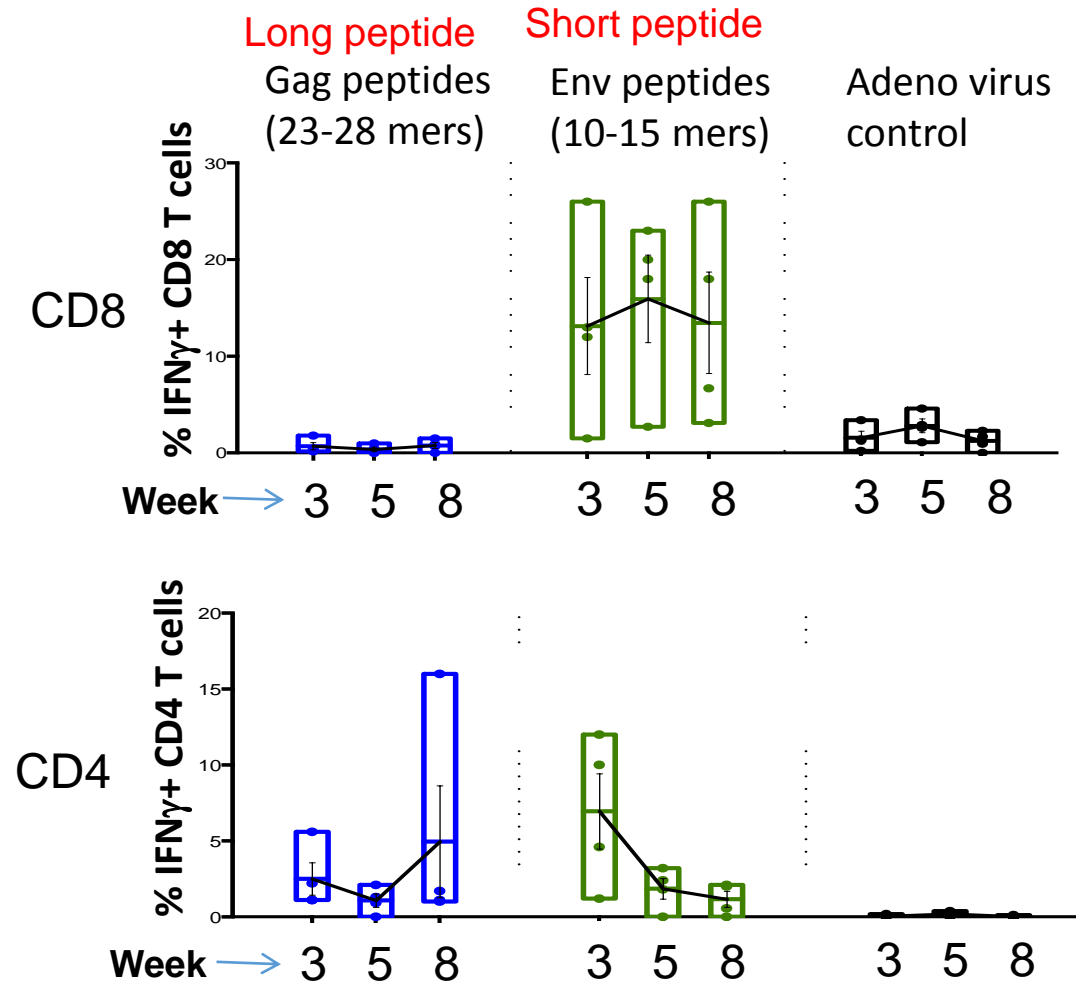 Long peptide
Short peptide
Gag peptides
(23-28 mers)
Env peptides
(10-15 mers)
Adeno virus
control
CD8
% IFNγ+ CD8 T cells
30
20
10
0
Week
3 5 8
3 5 8
3 5 8
CD4
% IFNγ+ CD4 T cells
20
15
10
5
0
Week
3 5 8
3 5 8
3 5 8